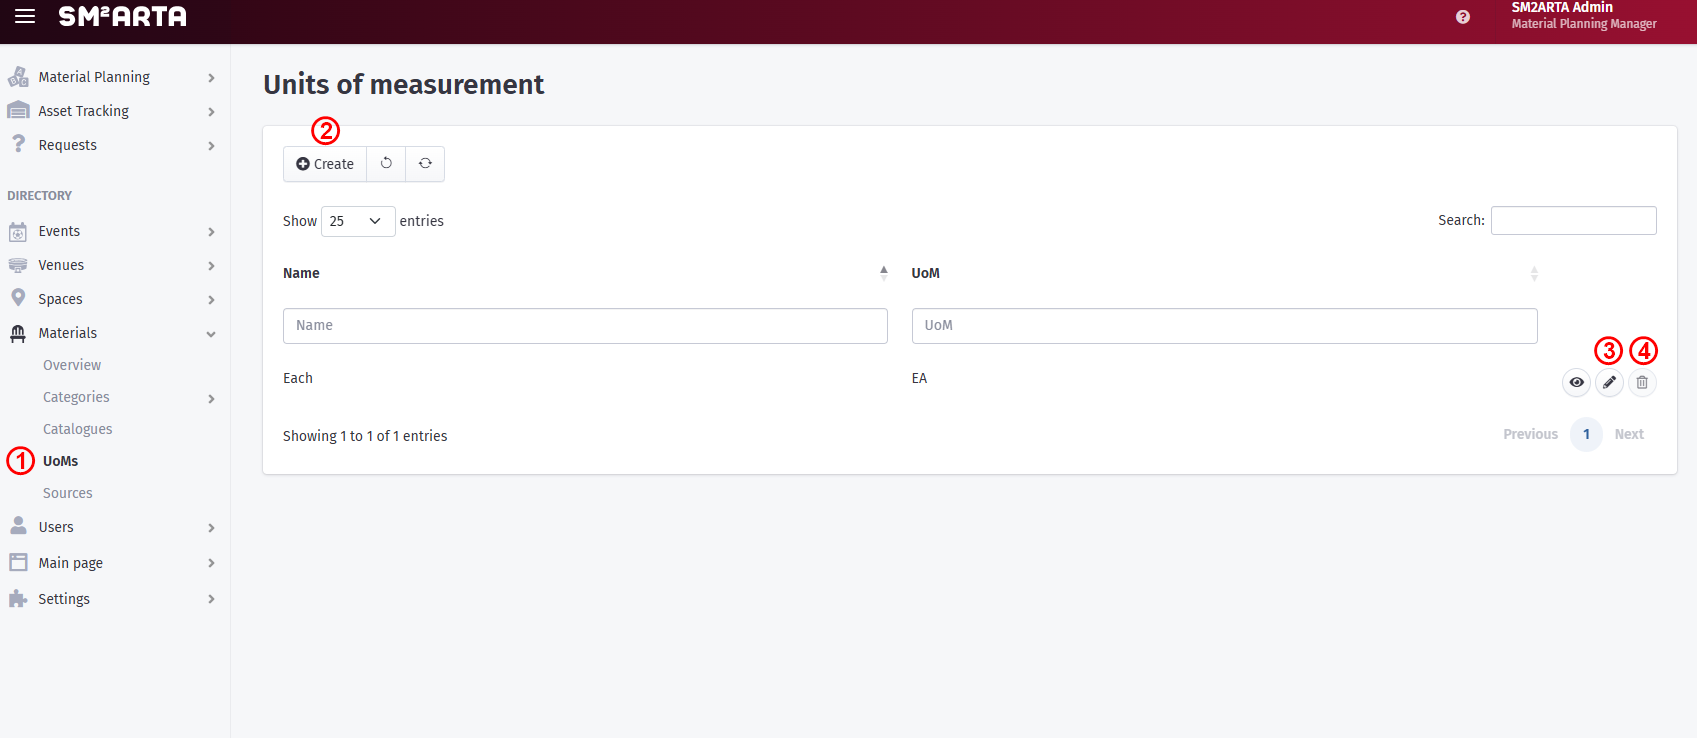 SM²ARTA
SM2ARTA Admin
Material Planning Manager
Material Planning
Asset Tracking
Requests
DIRECTORY
Events
Venues
Spaces
Materials
Overview
Categories
Catalogues
1 UoMs
Sources
Users
Main page
Settings
Units of measurement
2
Create
Show 25 entries
Search:
Name UoM
Name UoM
3 4
Each EA
Showing 1 to 1 of 1 entries
Previous 1 Next